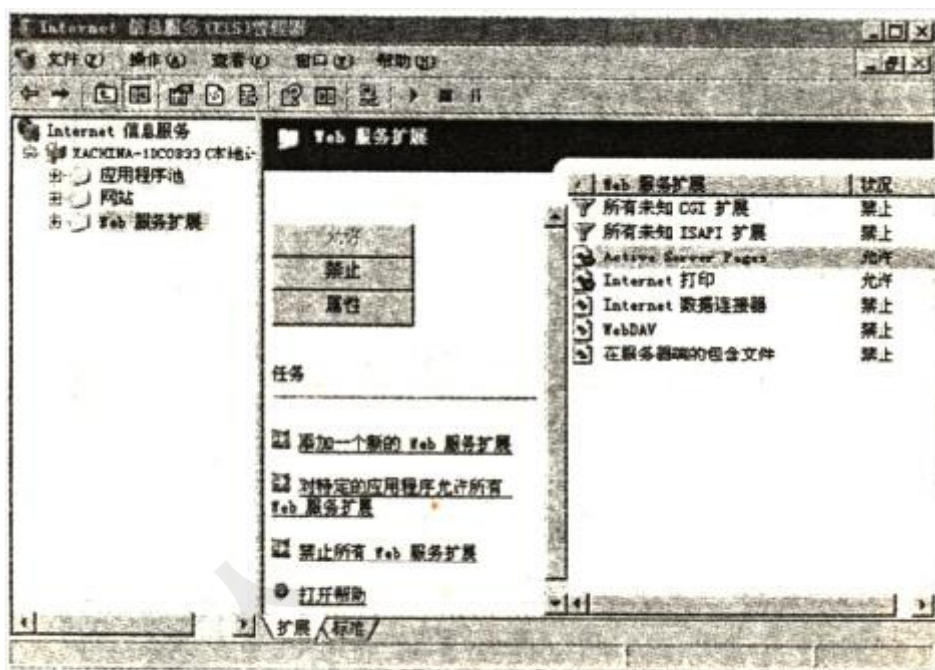 Internet 信息服务(IIS)管理器
文件(F) 操作(A) 查看(V) 窗口(W) 帮助(H)
Internet 信息服务
XACHINA-1DC0833 (本地计
应用程序池
网站
Web 服务扩展
Web 服务扩展
允许
禁止
属性
任务
添加一个新的 Web 服务扩展
对特定的应用程序允许所有
Web 服务扩展
禁止所有 Web 服务扩展
打开帮助
Web 服务扩展 状况
所有未知 CGI 扩展 禁止
所有未知 ISAPI 扩展 禁止
Active Server Pages 允许
Internet 打印 允许
Internet 数据连接器 禁止
WebDAV 禁止
在服务器端的包含文件 禁止
扩展 标准